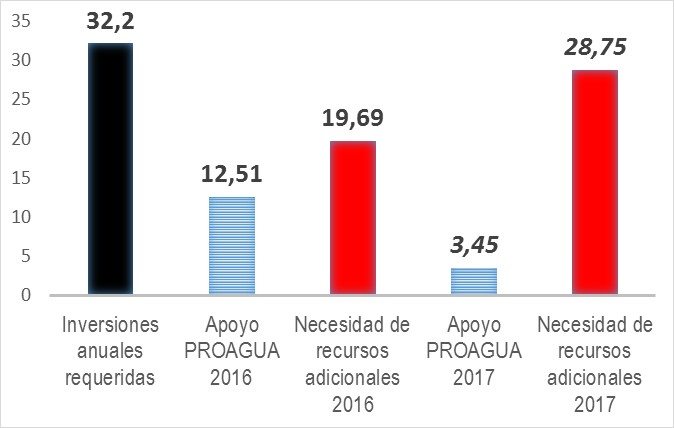 35
30
25
20
15
10
5
0
32,2
12,51
19,69
3,45
28,75
Inversiones
anuales
requeridas
Apoyo
PROAGUA
2016
Necesidad de
recursos
adicionales
2016
Apoyo
PROAGUA
2017
Necesidad de
recursos
adicionales
2017